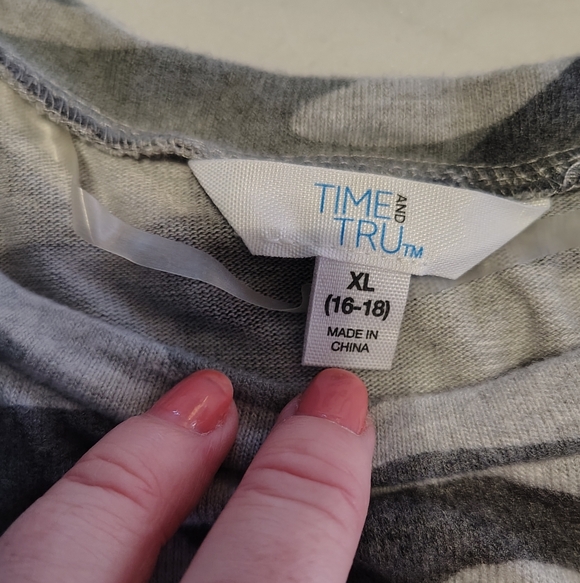 TIME AND
TRU™
XL
(16-18)
MADE IN
CHINA